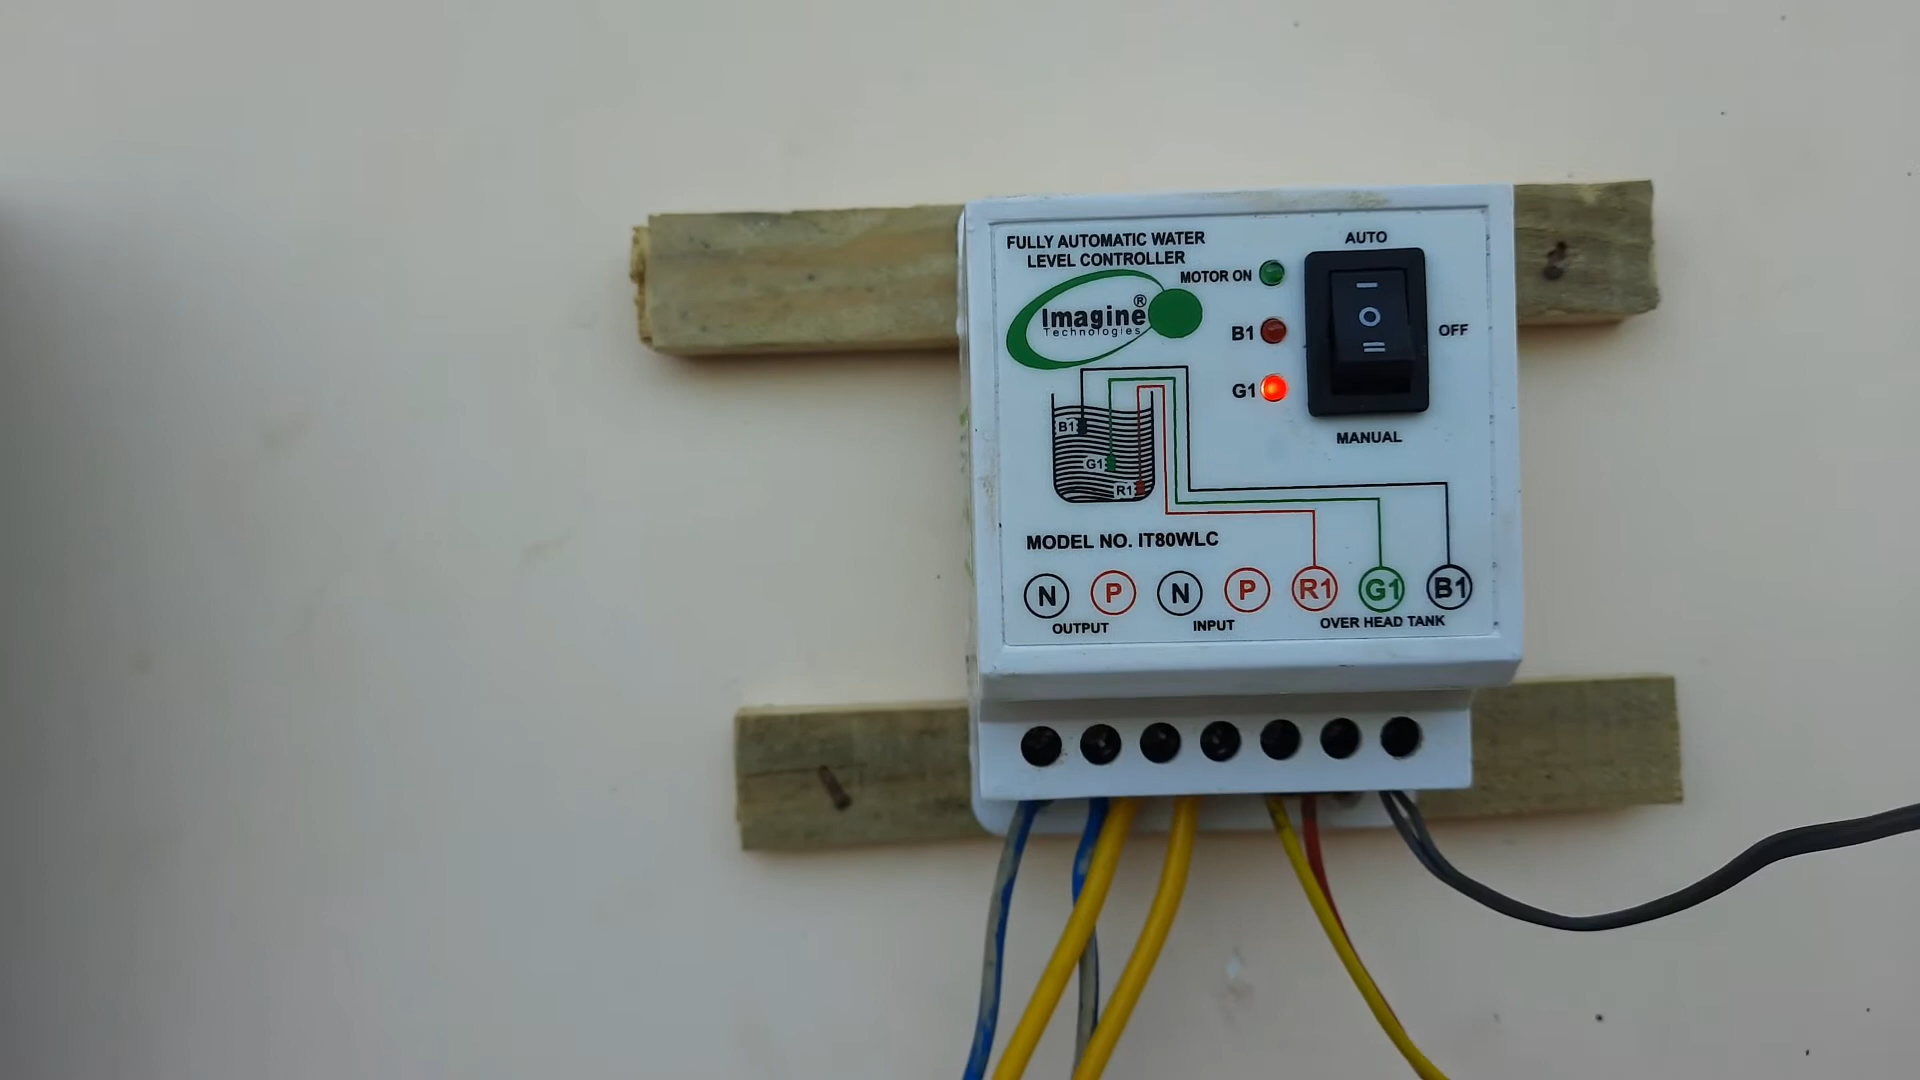 FULLY AUTOMATIC WATER
LEVEL CONTROLLER
Imagine®
Technologies
MOTOR ON
B1
G1
AUTO
OFF
MANUAL
B1
G1
R1
MODEL NO. IT80WLC
N P N P R1 G1 B1
OUTPUT INPUT OVER HEAD TANK